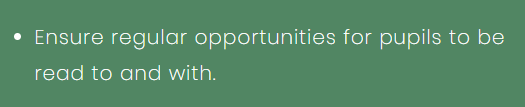 • Ensure regular opportunities for pupils to be
read to and with.